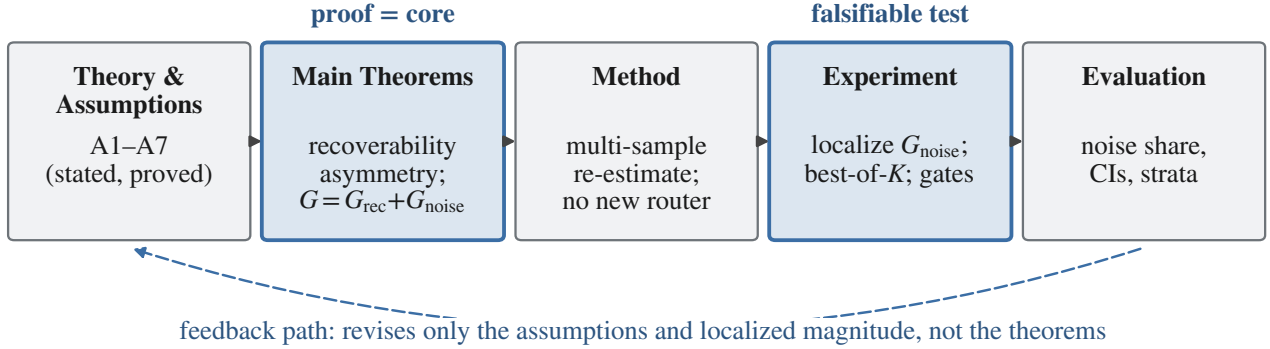 proof = core
falsifiable test
Theory &
Assumptions
A1–A7
(stated, proved)
Main Theorems
recoverability
asymmetry;
G = G_rec + G_noise
Method
multi-sample
re-estimate;
no new router
Experiment
localize G_noise;
best-of-K; gates
Evaluation
noise share,
CIs, strata
feedback path: revises only the assumptions and localized magnitude, not the theorems